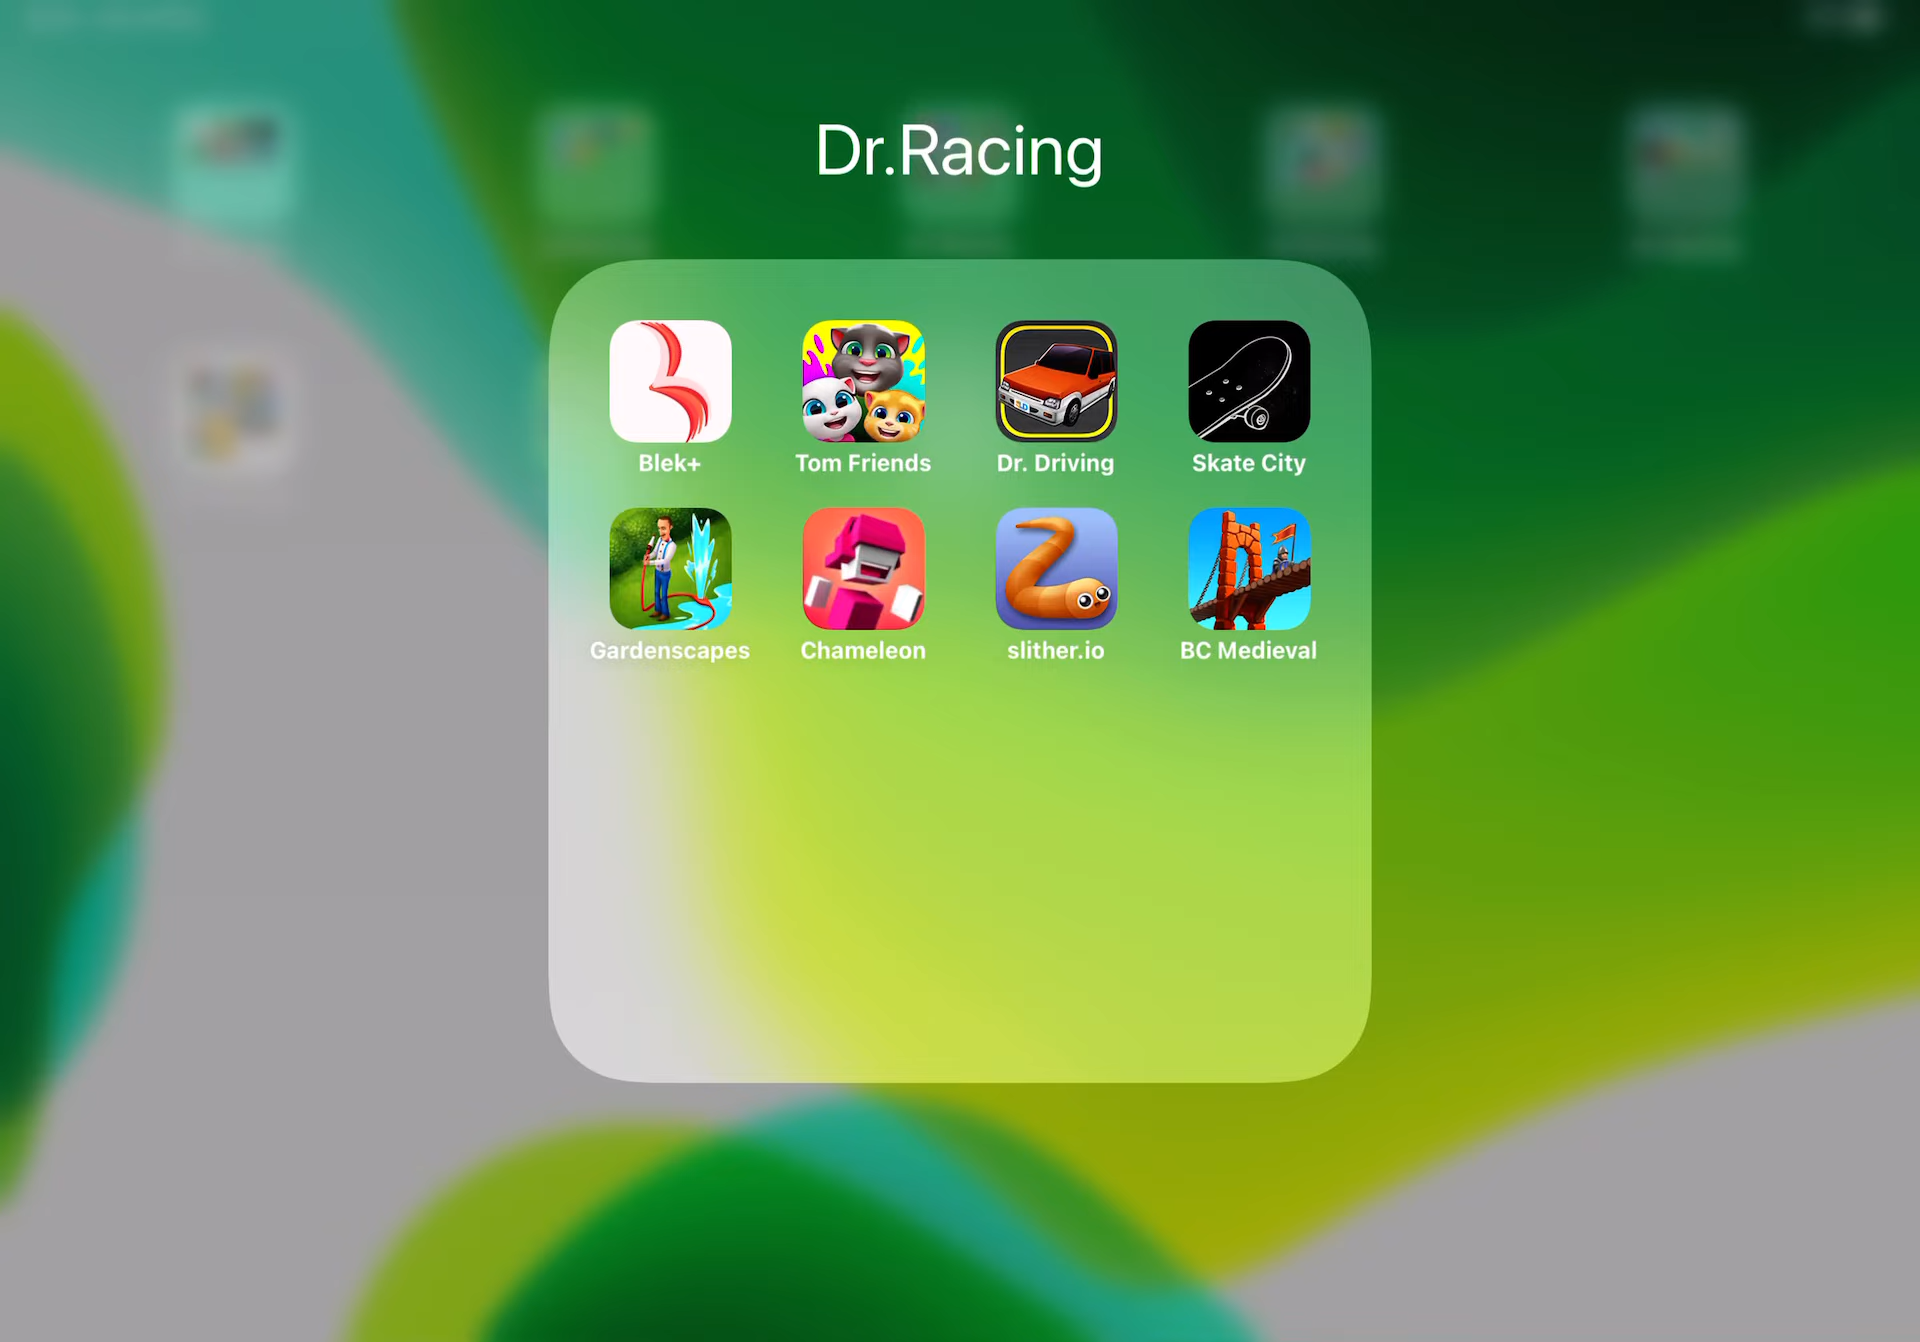 Dr.Racing
Blek+
Tom Friends
Dr. Driving
Skate City
Gardenscapes
Chameleon
slither.io
BC Medieval